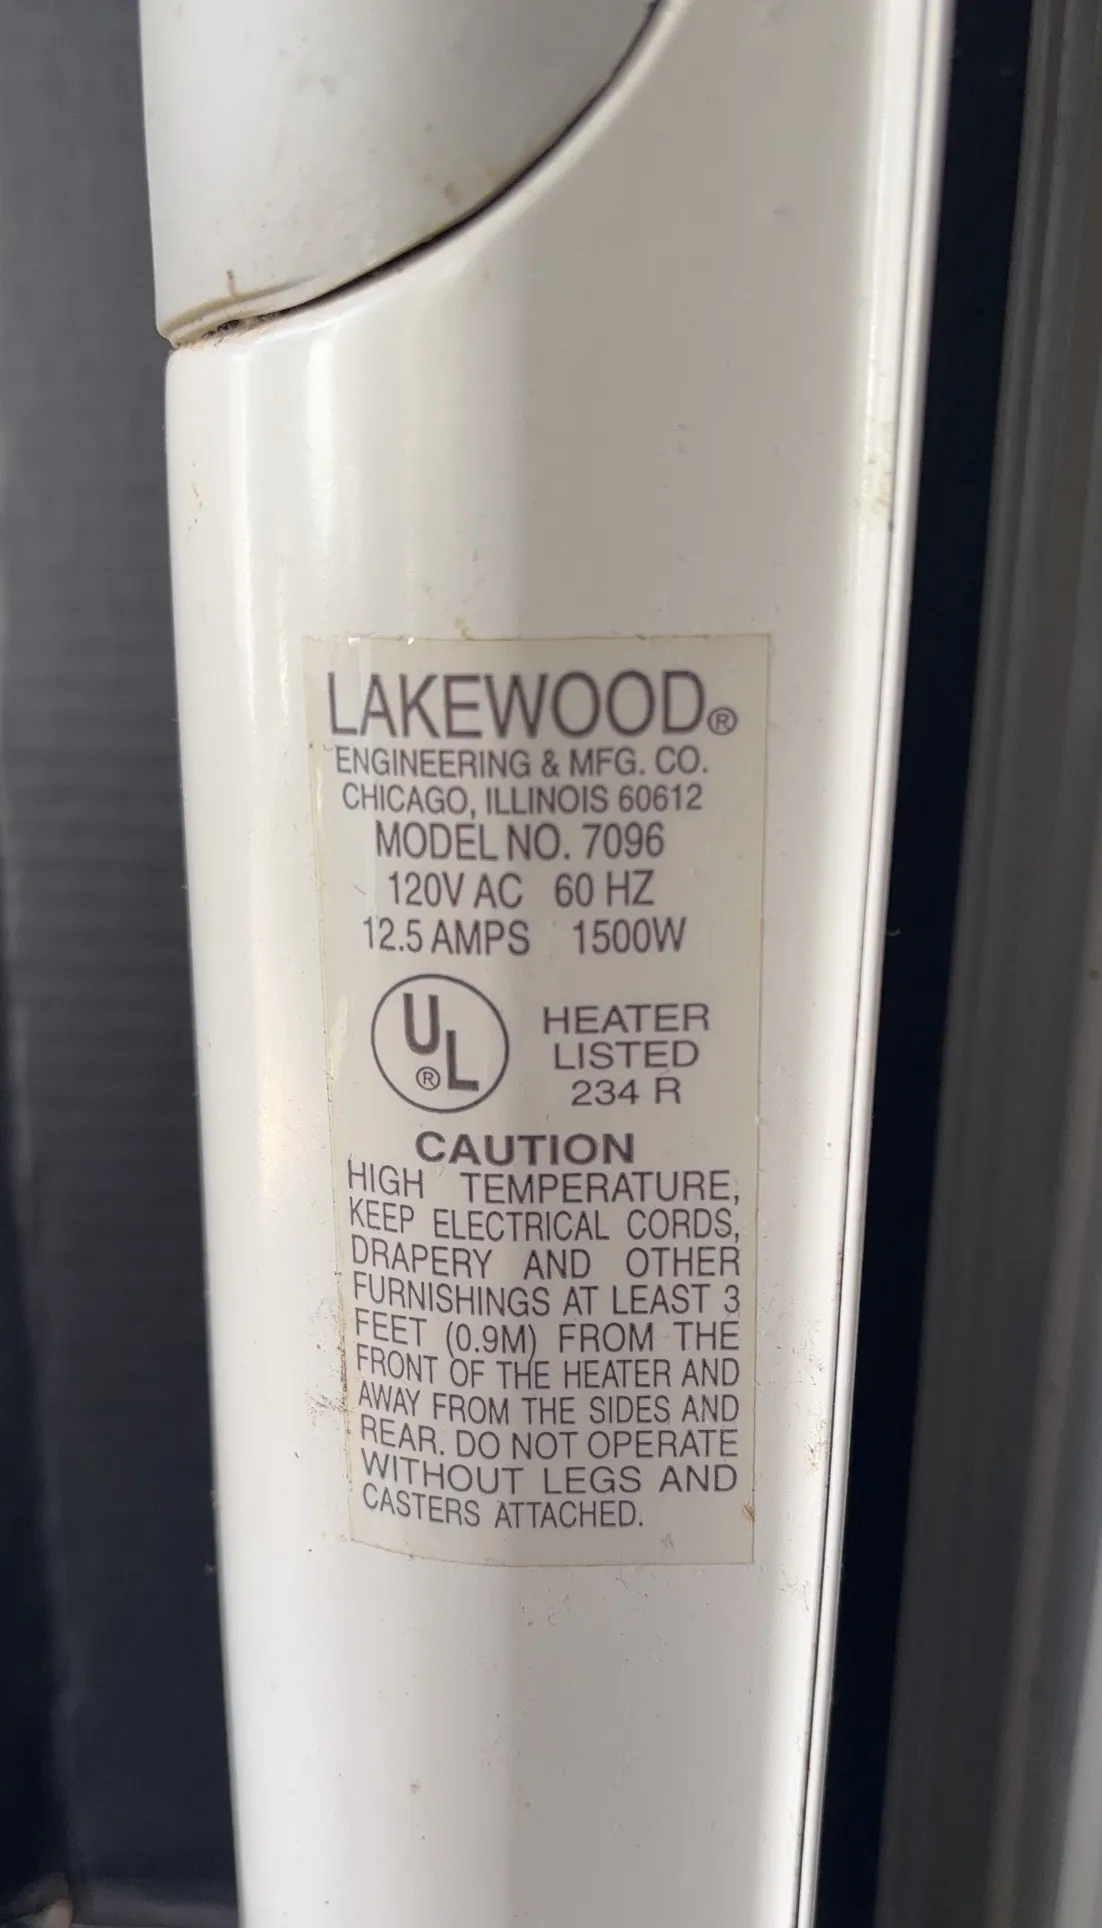 LAKEWOOD®
ENGINEERING & MFG. CO.
CHICAGO, ILLINOIS 60612
MODEL NO. 7096
120V AC 60 HZ
12.5 AMPS 1500W
UL®
HEATER
LISTED
234 R
CAUTION
HIGH TEMPERATURE,
KEEP ELECTRICAL CORDS,
DRAPERY AND OTHER
FURNISHINGS AT LEAST 3
FEET (0.9M) FROM THE
FRONT OF THE HEATER AND
AWAY FROM THE SIDES AND
REAR. DO NOT OPERATE
WITHOUT LEGS AND
CASTERS ATTACHED.